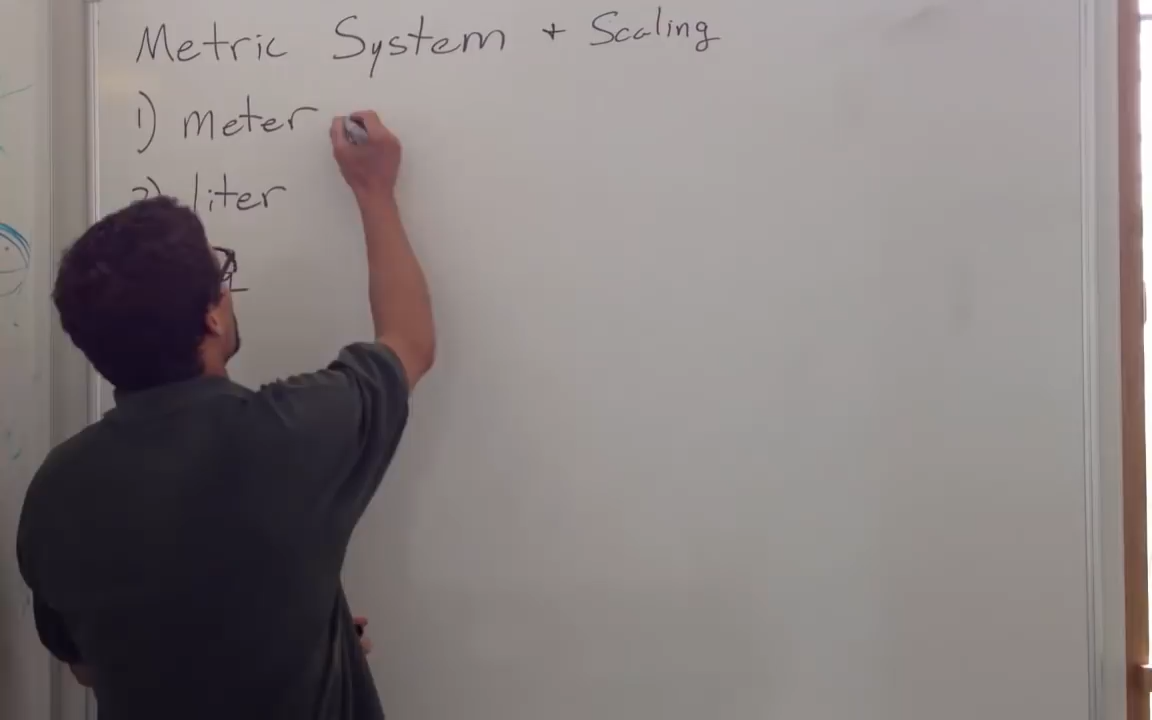 Metric System + Scaling
1) meter
2) liter